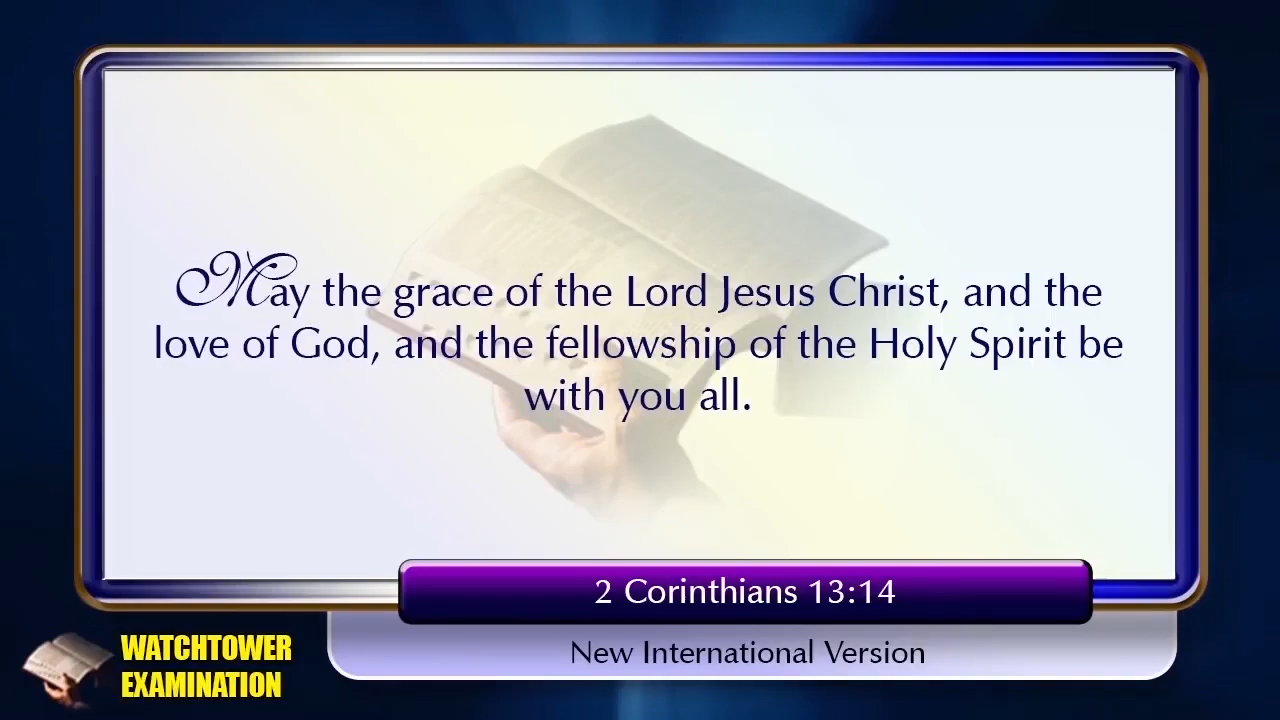 May the grace of the Lord Jesus Christ, and the
love of God, and the fellowship of the Holy Spirit be
with you all.
2 Corinthians 13:14
New International Version
WATCHTOWER
EXAMINATION